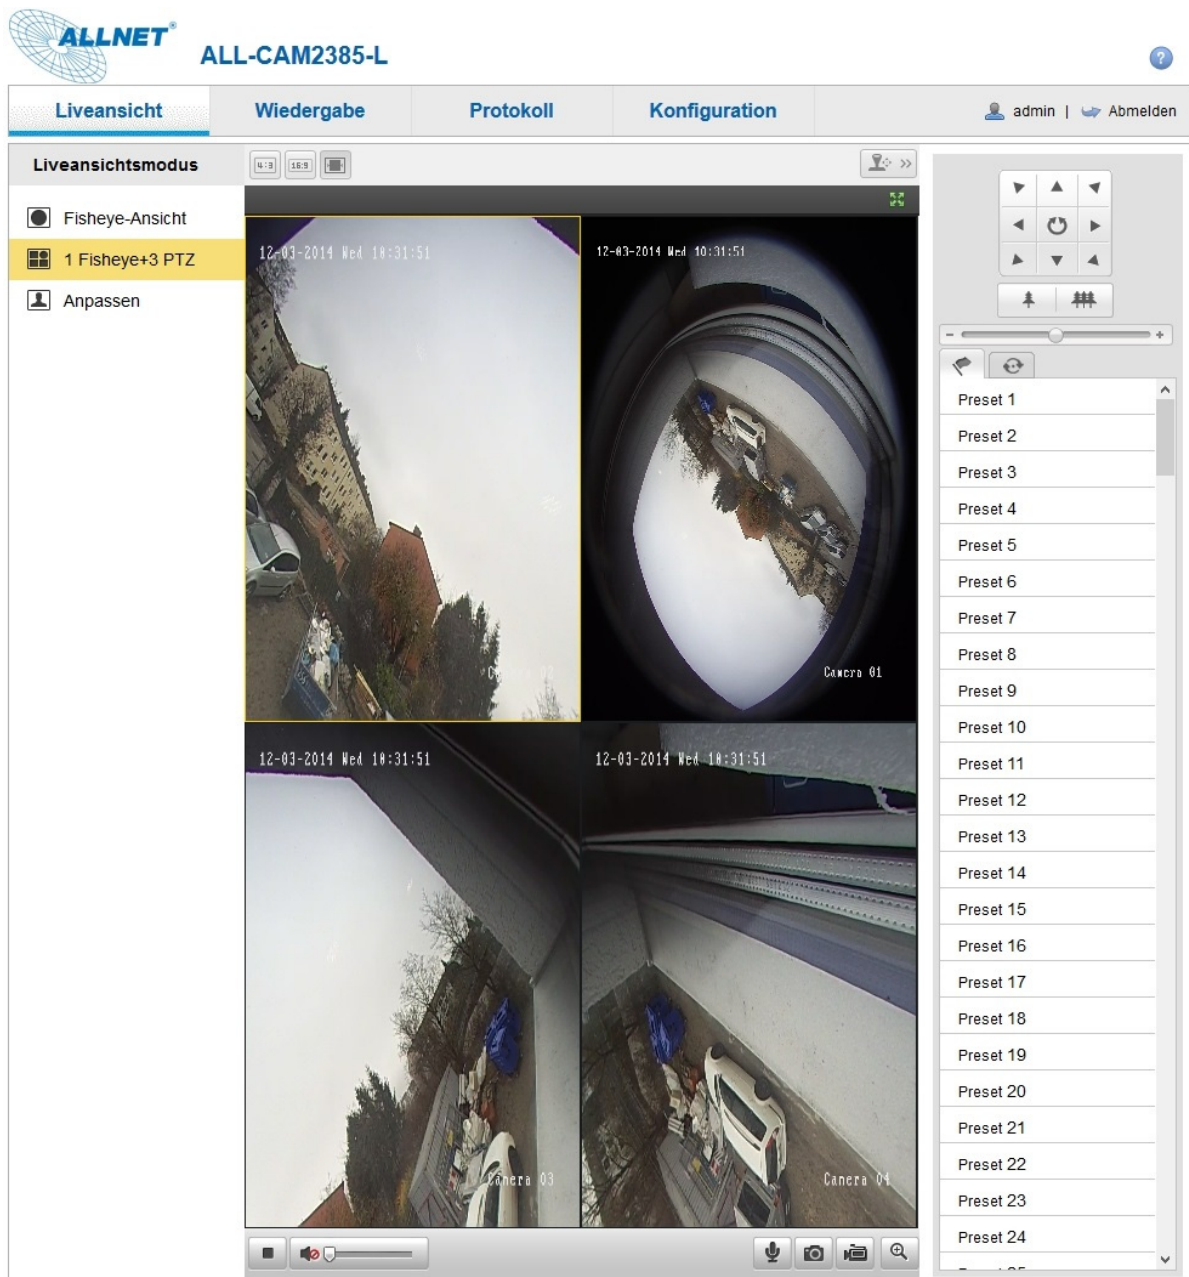 ALLNET®
ALL-CAM2385-L
?
Liveansicht Wiedergabe Protokoll Konfiguration admin | Abmelden
Liveansichtsmodus
4:3 16:9
Fisheye-Ansicht
1 Fisheye+3 PTZ
Anpassen
12-03-2014 Wed 10:31:51
12-03-2014 Wed 10:31:51
Camera 02
Camera 01
12-03-2014 Wed 10:31:51
12-03-2014 Wed 10:31:51
Camera 03
Camera 04
- +
Preset 1
Preset 2
Preset 3
Preset 4
Preset 5
Preset 6
Preset 7
Preset 8
Preset 9
Preset 10
Preset 11
Preset 12
Preset 13
Preset 14
Preset 15
Preset 16
Preset 17
Preset 18
Preset 19
Preset 20
Preset 21
Preset 22
Preset 23
Preset 24